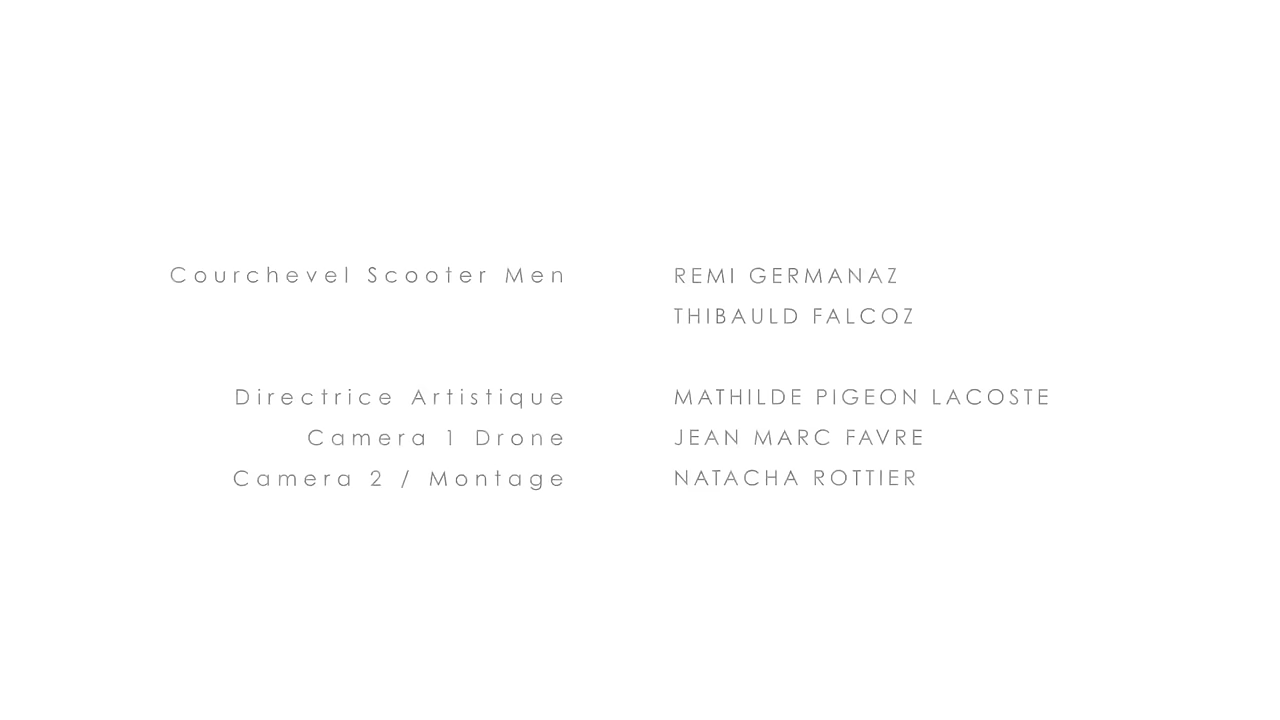 Courchevel Scooter Men REMI GERMANAZ
THIBAULD FALCOZ
Directrice Artistique MATHILDE PIGEON LACOSTE
Camera 1 Drone JEAN MARC FAVRE
Camera 2 / Montage NATACHA ROTTIER